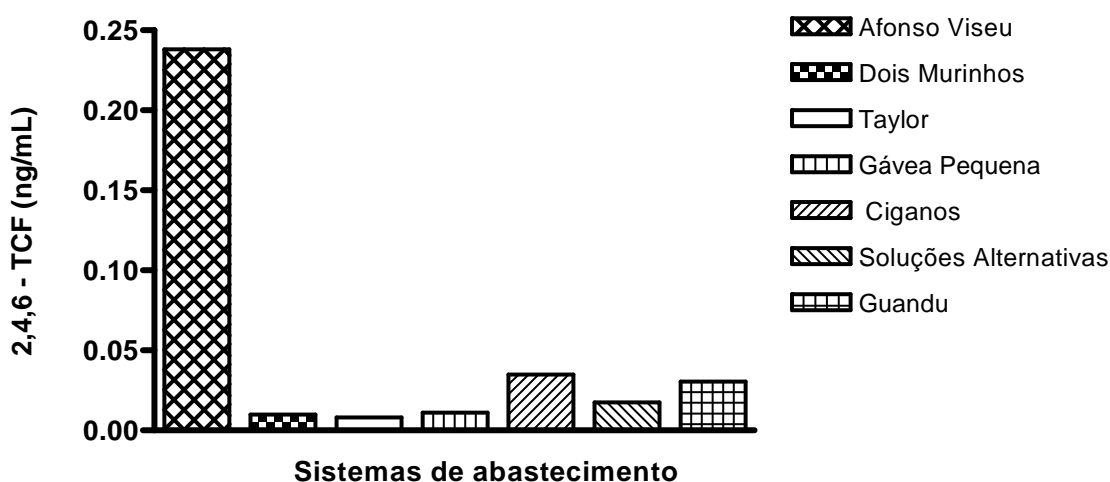 2,4,6 - TCF (ng/mL)
0.25
0.20
0.15
0.10
0.05
0.00
Sistemas de abastecimento
Afonso Viseu
Dois Murinhos
Taylor
Gávea Pequena
Ciganos
Soluções Alternativas
Guandu